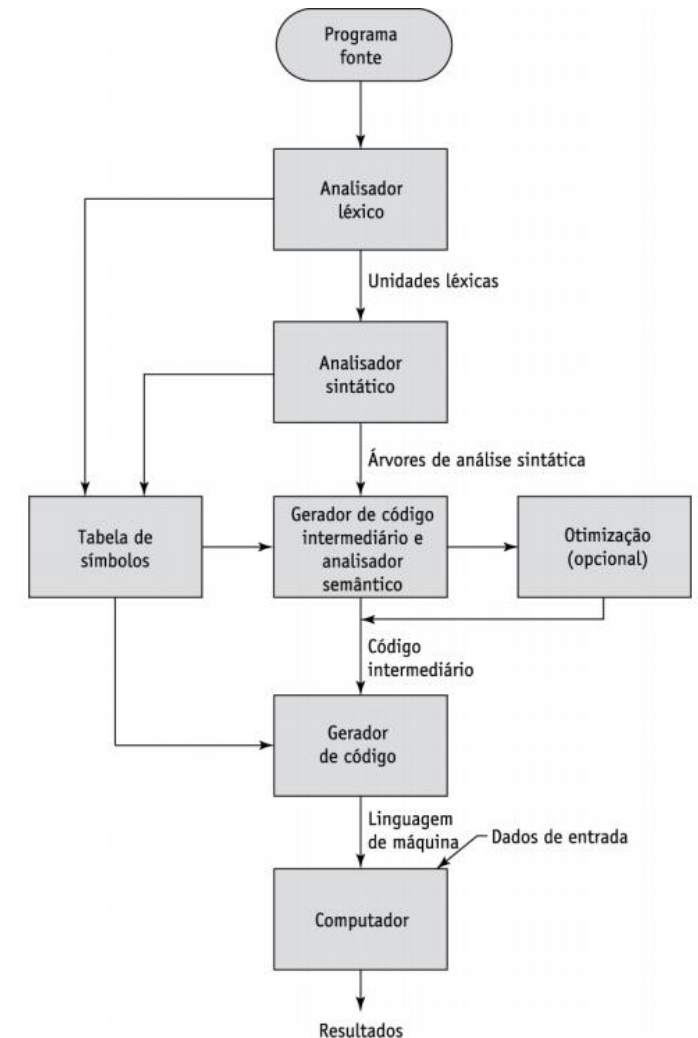 Programa
fonte
Analisador
léxico
Unidades léxicas
Analisador
sintático
Árvores de análise sintática
Tabela de
símbolos
Gerador de código
intermediário e
analisador
semântico
Otimização
(opcional)
Código
intermediário
Gerador
de código
Linguagem
de máquina
Dados de entrada
Computador
Resultados